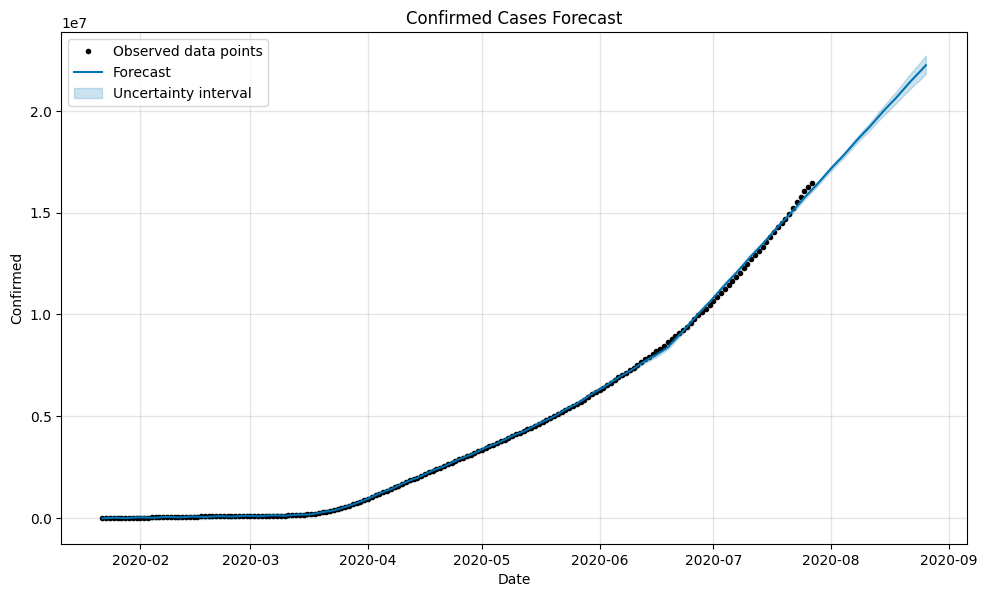 Confirmed Cases Forecast
1e7
Observed data points
Forecast
Uncertainty interval
2.0
1.5
1.0
0.5
0.0
Confirmed
2020-02 2020-03 2020-04 2020-05 2020-06 2020-07 2020-08 2020-09
Date